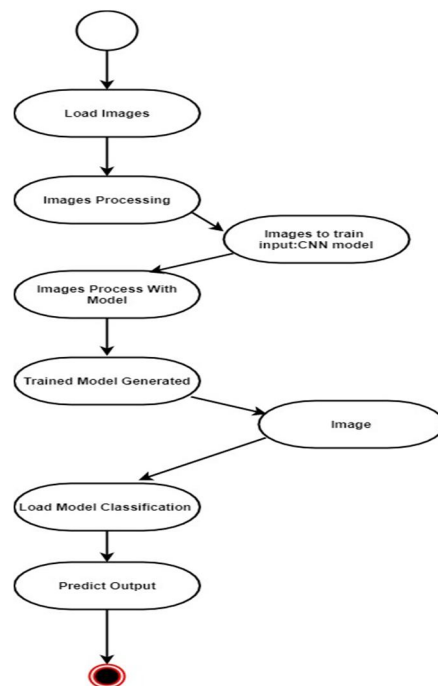 Load Images
Images Processing
Images to train
input:CNN model
Images Process With
Model
Trained Model Generated
Image
Load Model Classification
Predict Output